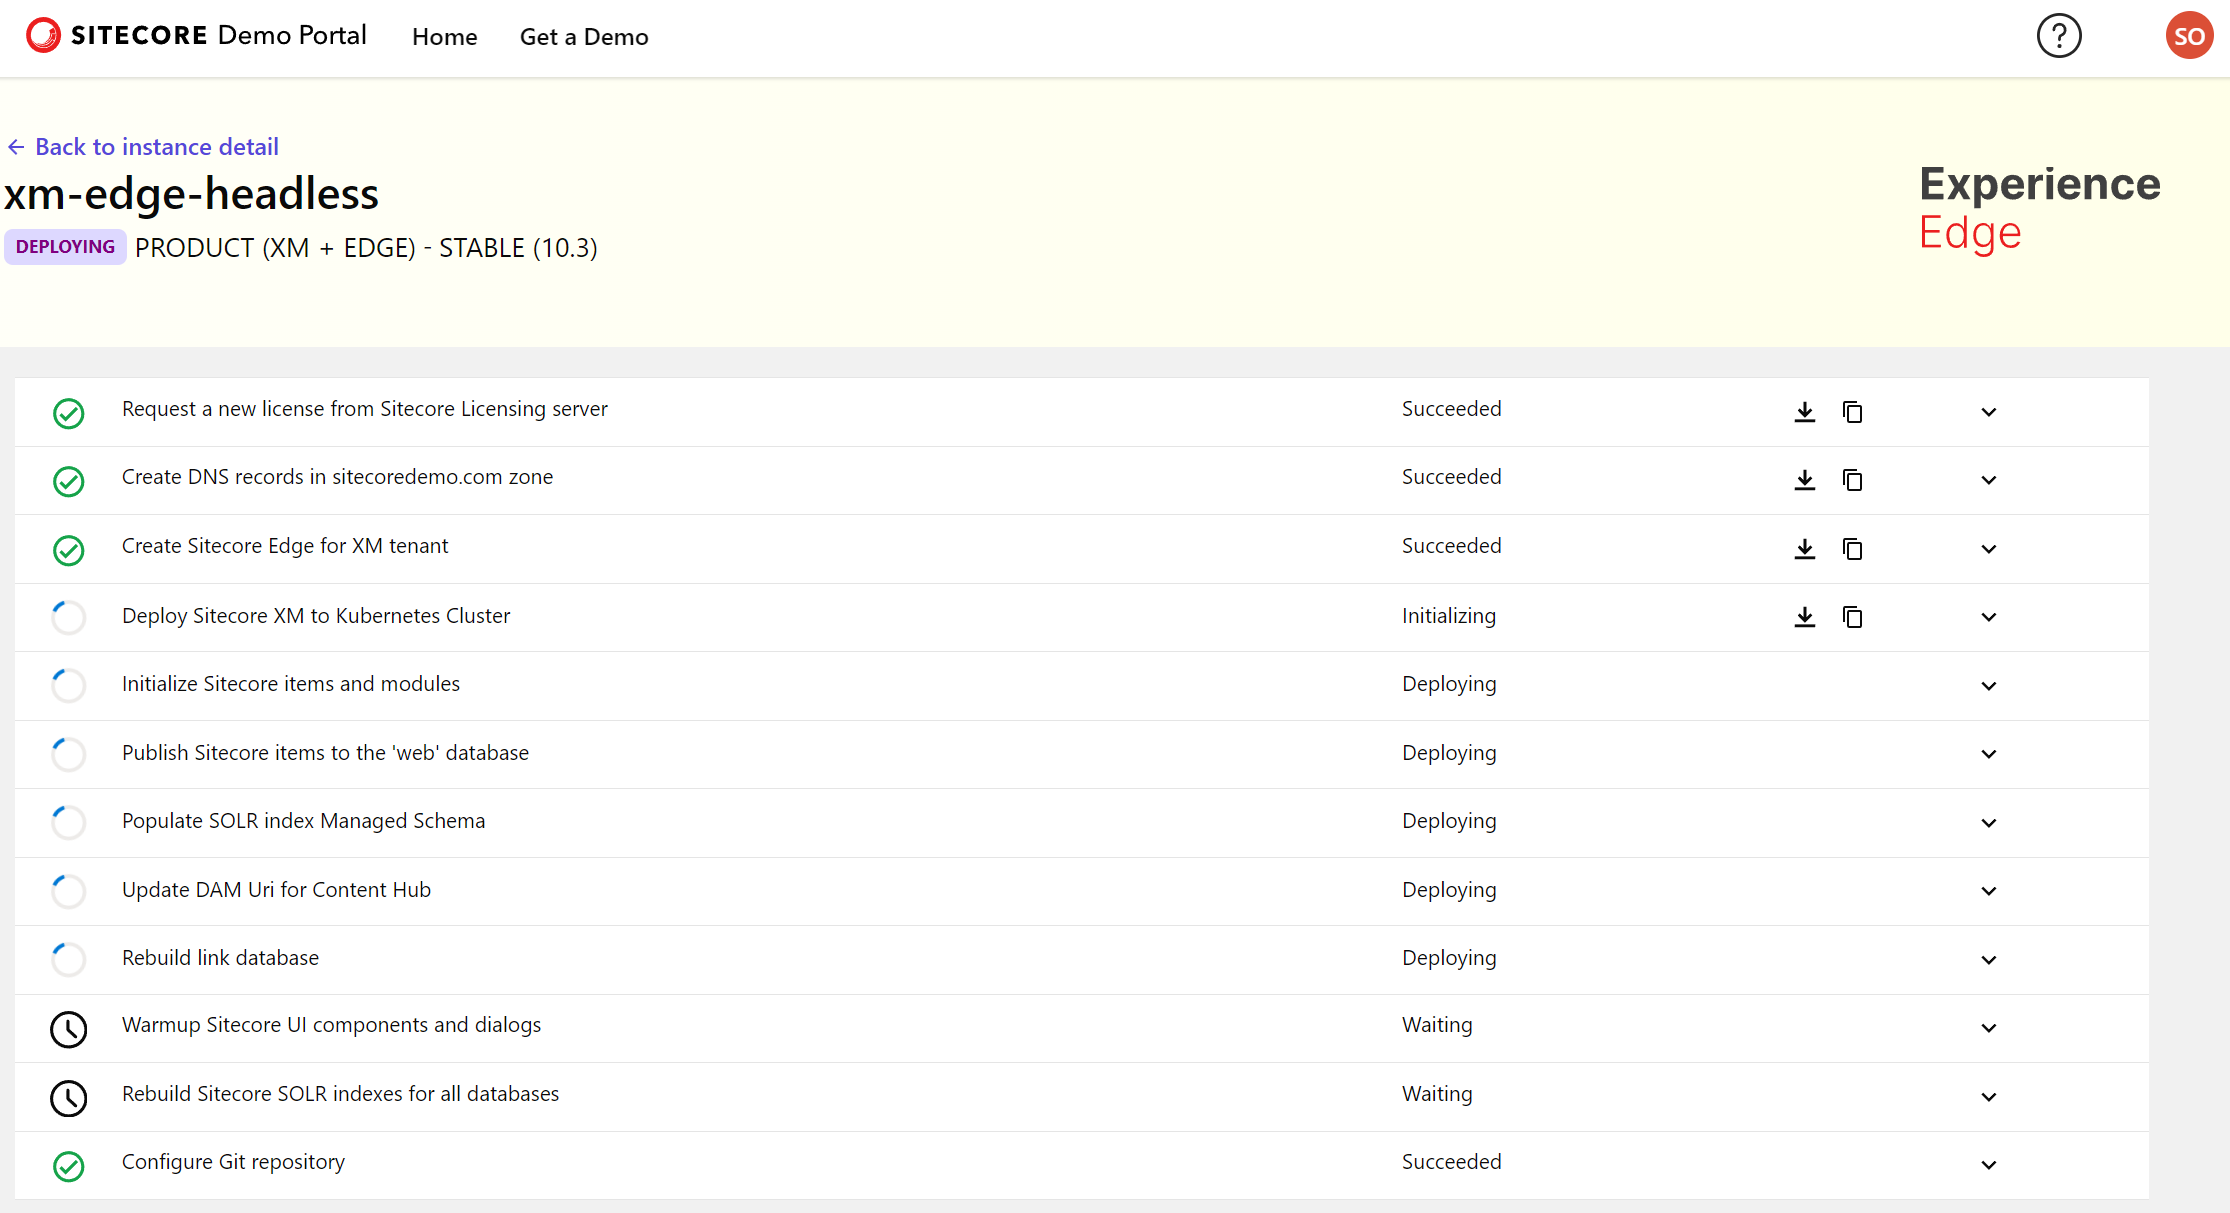 SITECORE Demo Portal Home Get a Demo ? SO
← Back to instance detail
xm-edge-headless
Experience
Edge
DEPLOYING PRODUCT (XM + EDGE) - STABLE (10.3)
Request a new license from Sitecore Licensing server Succeeded
Create DNS records in sitecoredemo.com zone Succeeded
Create Sitecore Edge for XM tenant Succeeded
Deploy Sitecore XM to Kubernetes Cluster Initializing
Initialize Sitecore items and modules Deploying
Publish Sitecore items to the 'web' database Deploying
Populate SOLR index Managed Schema Deploying
Update DAM Uri for Content Hub Deploying
Rebuild link database Deploying
Warmup Sitecore UI components and dialogs Waiting
Rebuild Sitecore SOLR indexes for all databases Waiting
Configure Git repository Succeeded